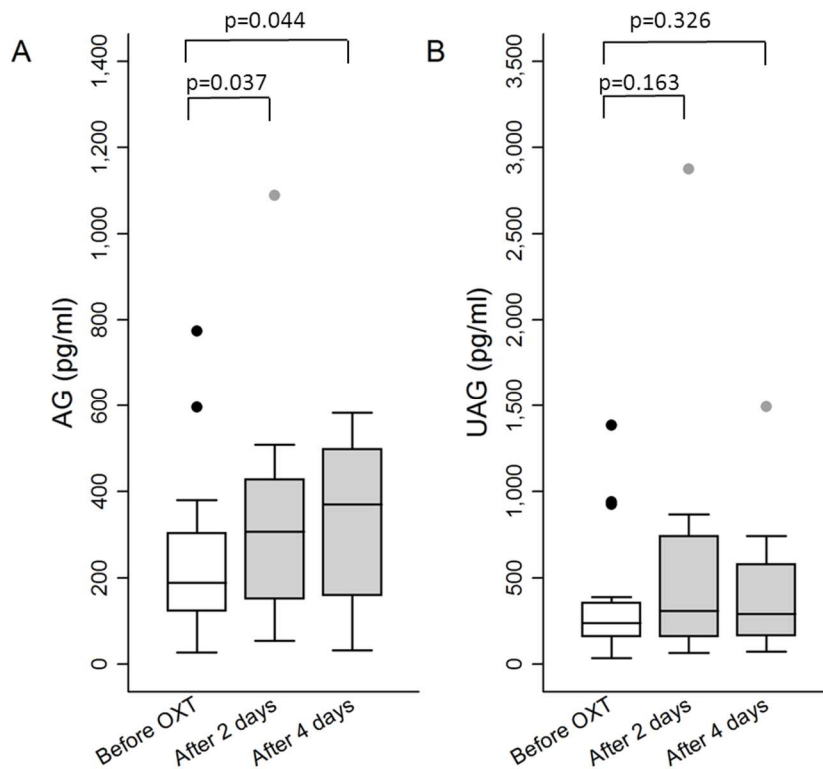 A
p=0.044
p=0.037
AG (pg/ml)
1,400
1,200
1,000
800
600
400
200
0
Before OXT
After 2 days
After 4 days
B
p=0.326
p=0.163
UAG (pg/ml)
3,500
3,000
2,500
2,000
1,500
1,000
500
0
Before OXT
After 2 days
After 4 days